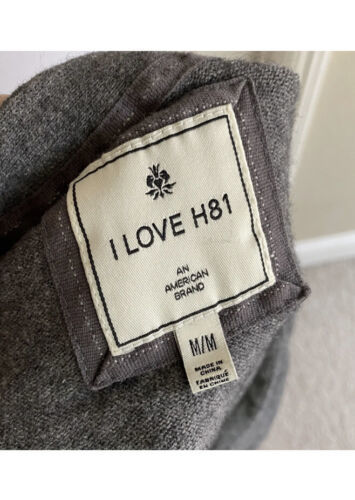 I LOVE H81
AN
AMERICAN
BRAND
M/M
MADE IN
CHINA
FABRIQUÉ
EN CHINE